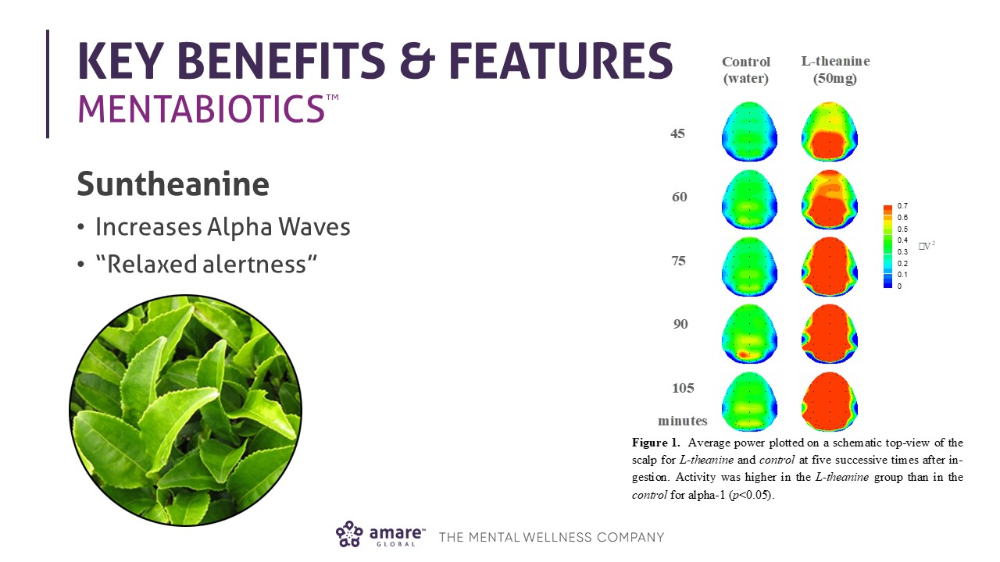 KEY BENEFITS & FEATURES
MENTABIOTICS™
Suntheanine
• Increases Alpha Waves
• “Relaxed alertness”
Control
(water)
L-theanine
(50mg)
45
60
75
90
105
minutes
0.7
0.6
0.5
0.4
0.3
0.2
0.1
0
□V²
Figure 1. Average power plotted on a schematic top-view of the
scalp for L-theanine and control at five successive times after in-
gestion. Activity was higher in the L-theanine group than in the
control for alpha-1 (p<0.05).
amare™
GLOBAL
THE MENTAL WELLNESS COMPANY